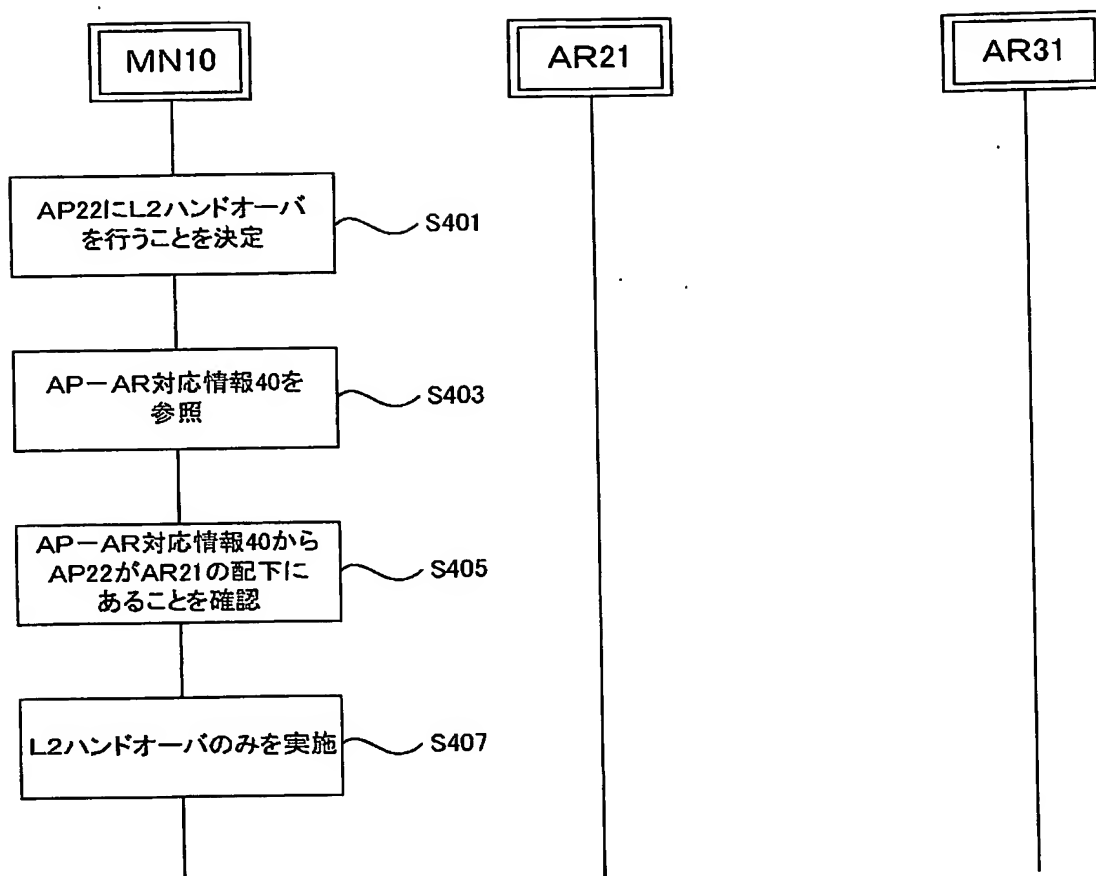 MN10
AR21
AR31
AP22にL2ハンドオーバ
を行うことを決定
S401
AP－AR対応情報40を
参照
S403
AP－AR対応情報40から
AP22がAR21の配下に
あることを確認
S405
L2ハンドオーバのみを実施
S407